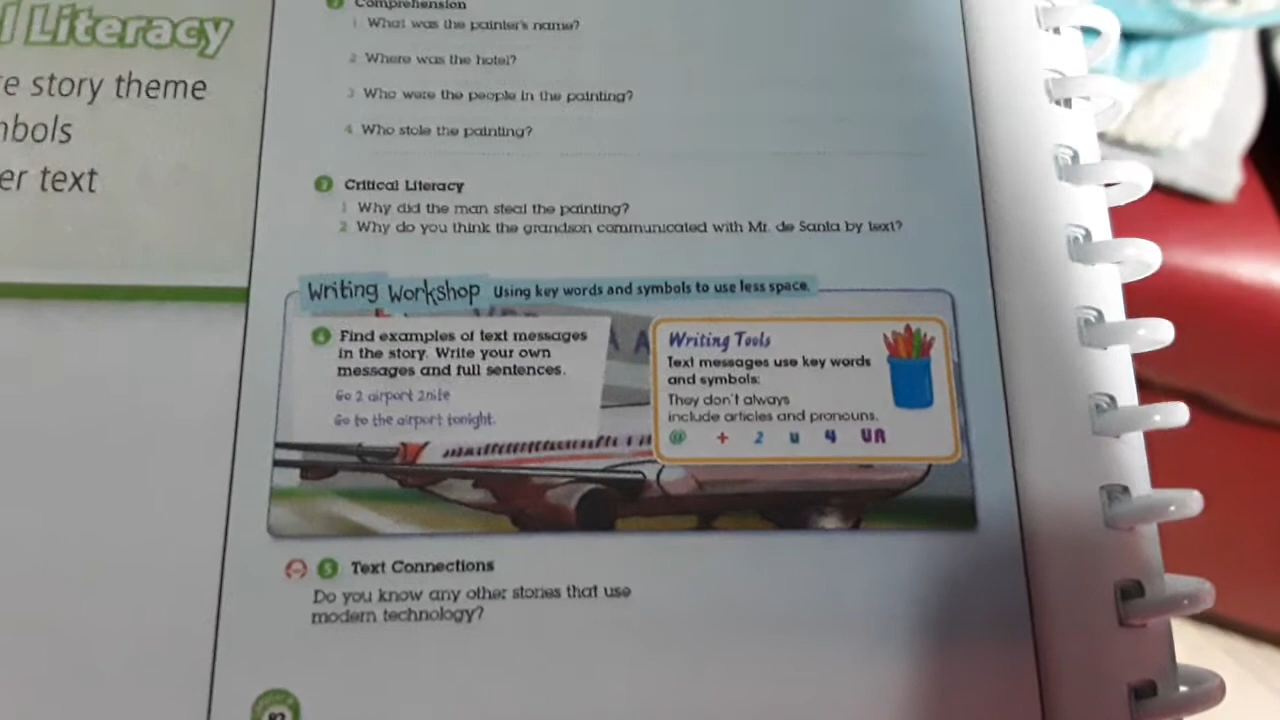 l Literacy
e story theme
mbols
er text
2 Comprehension
1 What was the painter's name?
2 Where was the hotel?
3 Who were the people in the painting?
4 Who stole the painting?
3 Critical Literacy
1 Why did the man steal the painting?
2 Why do you think the grandson communicated with Mr. de Santa by text?
Writing Workshop Using key words and symbols to use less space.
4 Find examples of text messages
in the story. Write your own
messages and full sentences.
Go 2 airport 2nite
Go to the airport tonight.
Writing Tools
Text messages use key words
and symbols:
They don't always
include articles and pronouns.
@ + 2 u 4 UR
5 Text Connections
Do you know any other stories that use
modern technology?